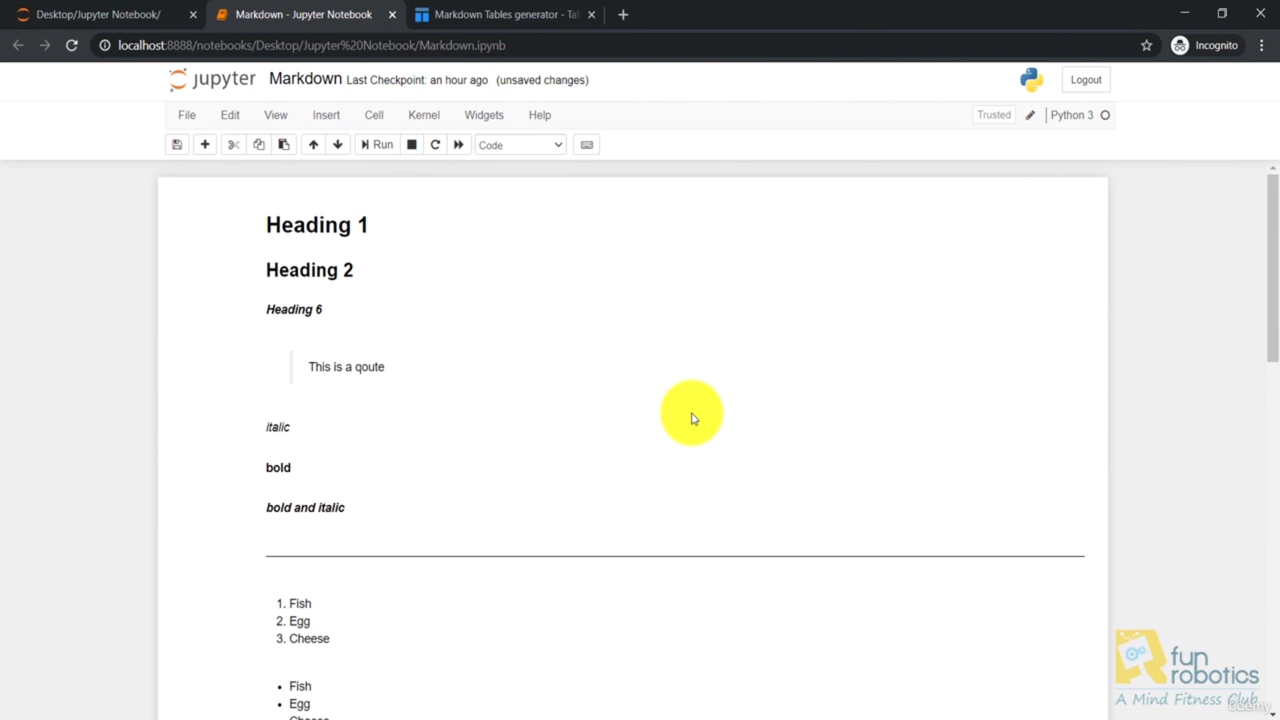 Desktop/Jupyter Notebook/
Markdown - Jupyter Notebook
Markdown Tables generator - Ta
localhost:8888/notebooks/Desktop/Jupyter%20Notebook/Markdown.ipynb
Incognito
jupyter Markdown Last Checkpoint: an hour ago (unsaved changes)
Logout
File Edit View Insert Cell Kernel Widgets Help
Trusted
Python 3
Run
Code
Heading 1
Heading 2
Heading 6
This is a qoute
italic
bold
bold and italic
1. Fish
2. Egg
3. Cheese
• Fish
• Egg
Cheese
fun
robotics
A Mind Fitness Club
udemy